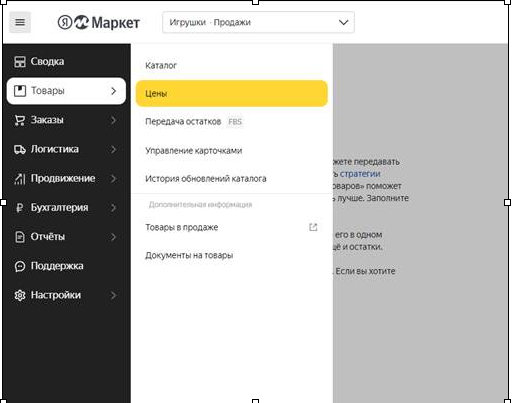 Я Маркет
Игрушки · Продажи
Сводка
Товары
Заказы
Логистика
Продвижение
Бухгалтерия
Отчёты
Поддержка
Настройки
Каталог
Цены
Передача остатков FBS
Управление карточками
История обновлений каталога
Дополнительная информация
Товары в продаже
Документы на товары
жете передавать
стратегии
оваров» поможет
лучше. Заполните
его в одном
щё и остатки.
. Если вы хотите